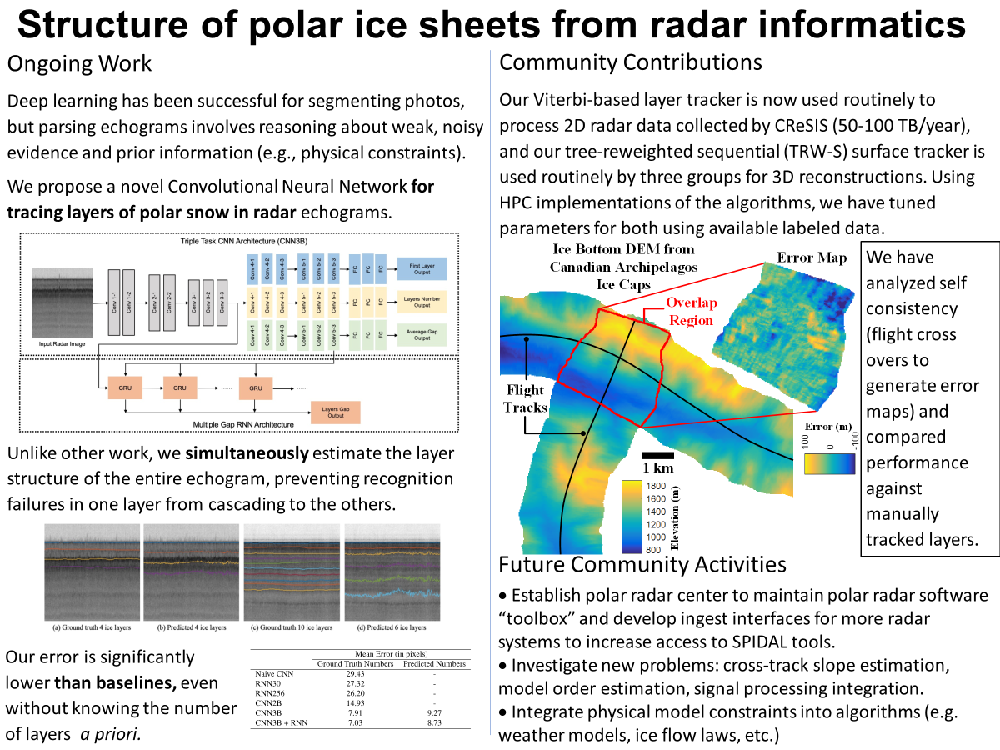 Structure of polar ice sheets from radar informatics
Ongoing Work
Deep learning has been successful for segmenting photos,
but parsing echograms involves reasoning about weak, noisy
evidence and prior information (e.g., physical constraints).
We propose a novel Convolutional Neural Network for
tracing layers of polar snow in radar echograms.
Triple Task CNN Architecture (CNN3B)
Input Radar Image
Conv 1-1
Conv 1-2
Conv 2-1
Conv 2-2
Conv 3-1
Conv 3-2
Conv 3-3
Conv 4-1
Conv 4-2
Conv 4-3
Conv 5-1
Conv 5-2
Conv 5-3
FC
FC
FC
First Layer
Output
Conv 4-1
Conv 4-2
Conv 4-3
Conv 5-1
Conv 5-2
Conv 5-3
FC
FC
FC
Layers Number
Output
Conv 4-1
Conv 4-2
Conv 4-3
Conv 5-1
Conv 5-2
Conv 5-3
FC
FC
FC
Average Gap
Output
GRU
GRU
......
GRU
......
Layers Gap
Output
Multiple Gap RNN Architecture
Unlike other work, we simultaneously estimate the layer
structure of the entire echogram, preventing recognition
failures in one layer from cascading to the others.
(a) Ground truth 4 ice layers
(b) Predicted 4 ice layers
(c) Ground truth 10 ice layers
(d) Predicted 6 ice layers
Our error is significantly
lower than baselines, even
without knowing the number
of layers a priori.
Mean Error (in pixels)
Ground Truth Numbers Predicted Numbers
Naive CNN 29.43 -
RNN30 27.32 -
RNN256 26.20 -
CNN2B 14.93 -
CNN3B 7.91 9.27
CNN3B + RNN 7.03 8.73
Community Contributions
Our Viterbi-based layer tracker is now used routinely to
process 2D radar data collected by CReSIS (50-100 TB/year),
and our tree-reweighted sequential (TRW-S) surface tracker is
used routinely by three groups for 3D reconstructions. Using
HPC implementations of the algorithms, we have tuned
parameters for both using available labeled data.
Ice Bottom DEM from
Canadian Archipelagos
Ice Caps
Error Map
Overlap
Region
Flight
Tracks
1 km
1800
1600
1400
1200
1000
800
Elevation (m)
Error (m)
100
0
-100
We have
analyzed self
consistency
(flight cross
overs to
generate error
maps) and
compared
performance
against
manually
tracked layers.
Future Community Activities
• Establish polar radar center to maintain polar radar software
“toolbox” and develop ingest interfaces for more radar
systems to increase access to SPIDAL tools.
• Investigate new problems: cross-track slope estimation,
model order estimation, signal processing integration.
• Integrate physical model constraints into algorithms (e.g.
weather models, ice flow laws, etc.)